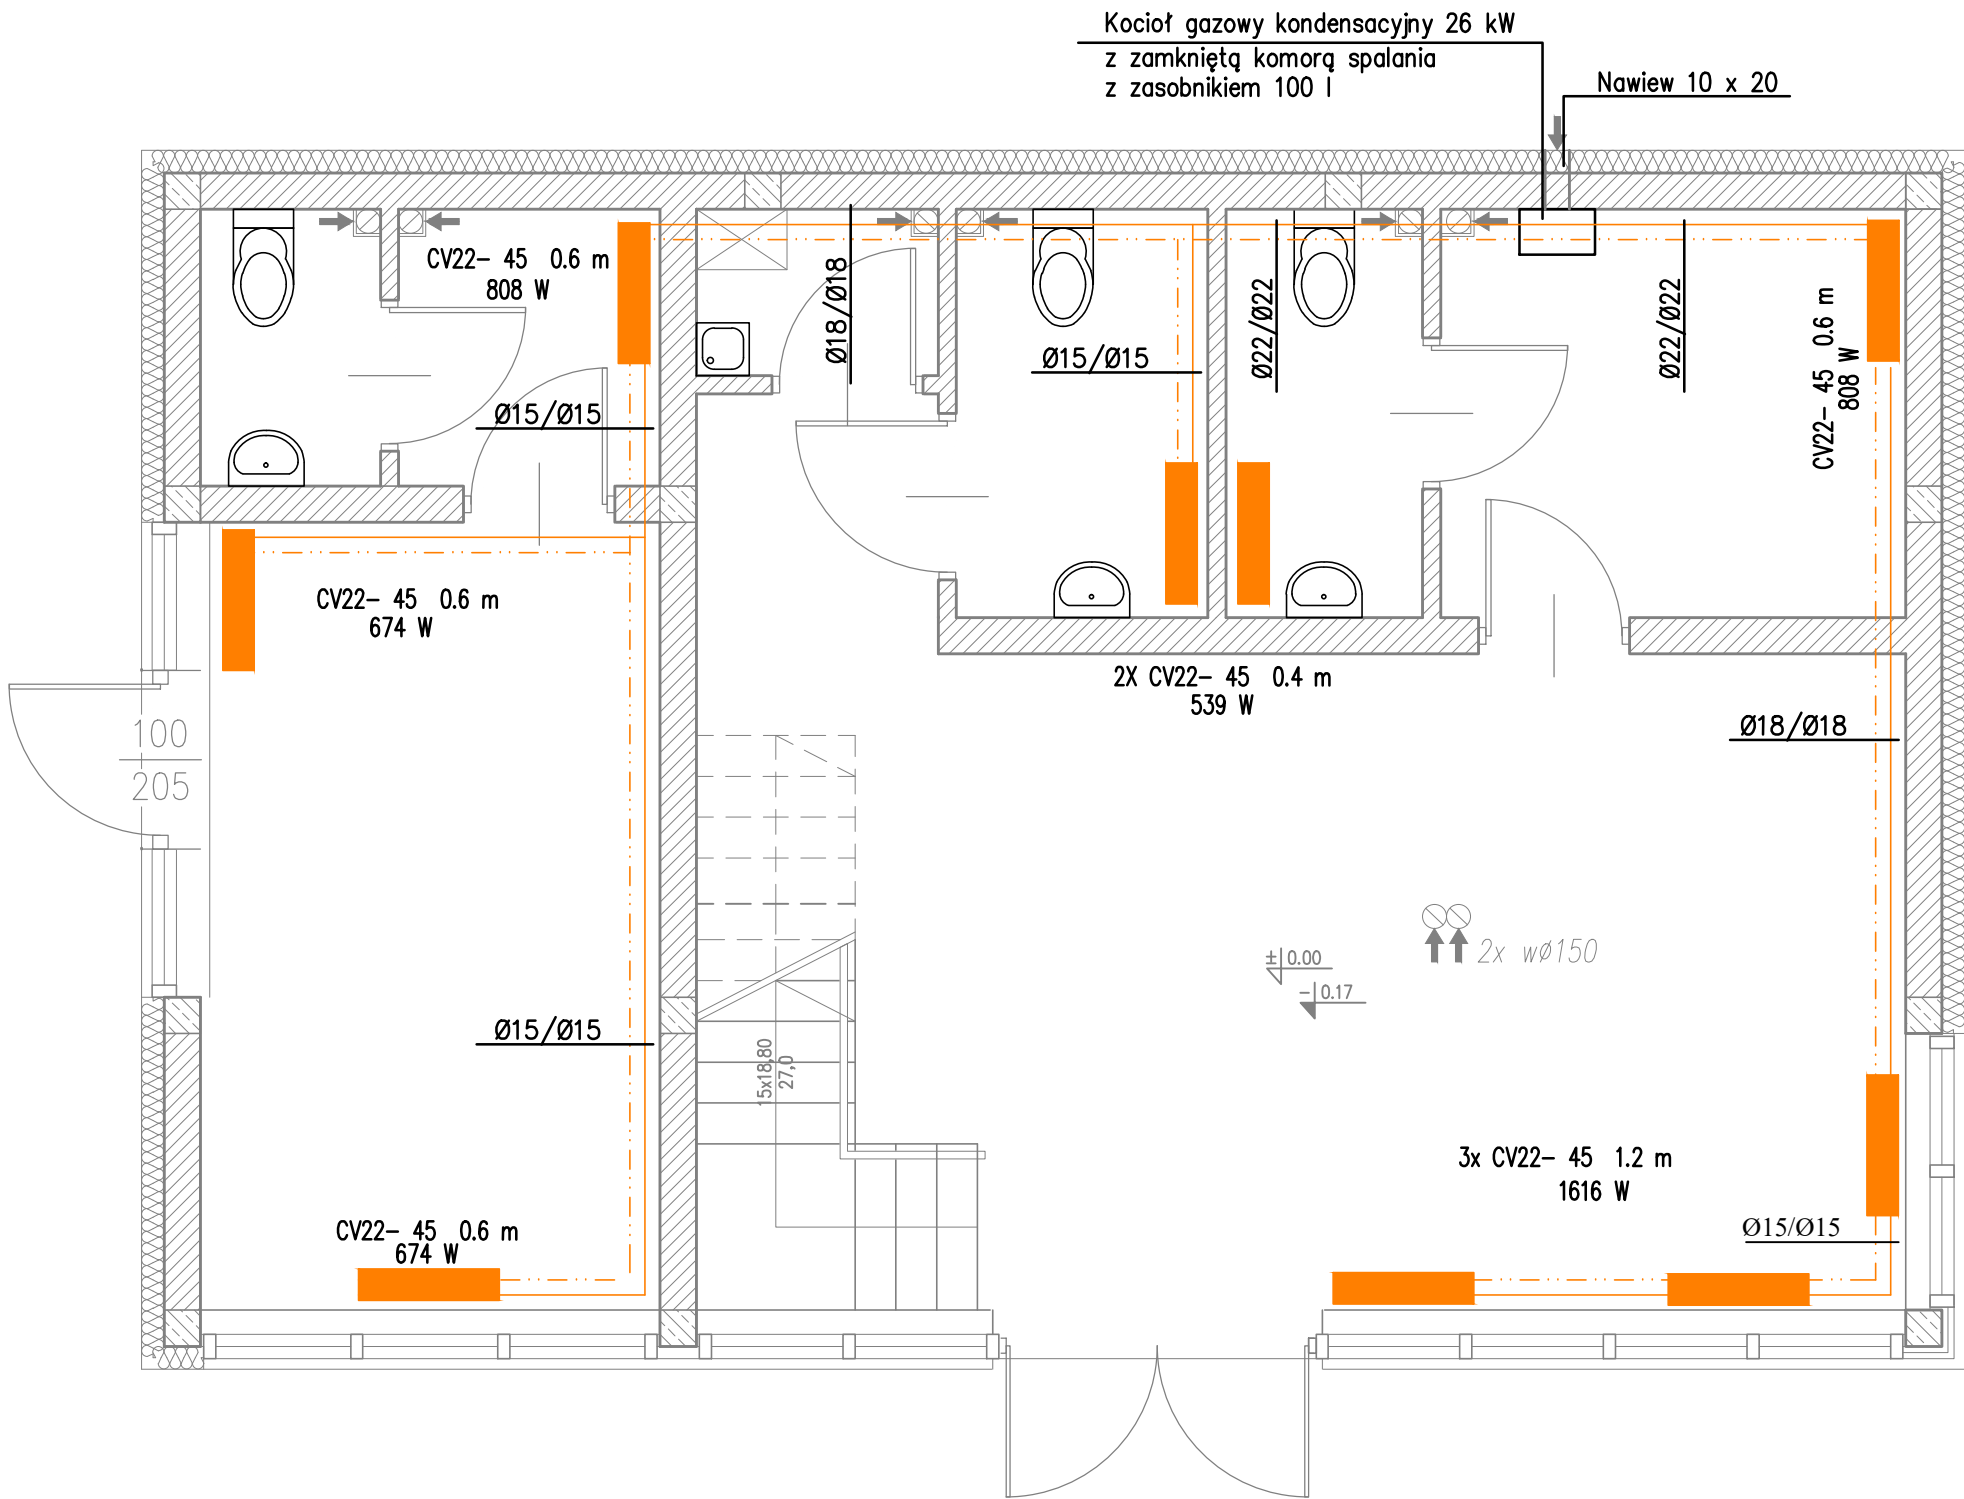 Kocioł gazowy kondensacyjny 26 kW
z zamkniętą komorą spalania
z zasobnikiem 100 l
Nawiew 10 x 20
CV22- 45 0.6 m
808 W
Ø18/Ø18
Ø15/Ø15
Ø22/Ø22
Ø22/Ø22
CV22- 45 0.6 m
808 W
Ø15/Ø15
CV22- 45 0.6 m
674 W
2X CV22- 45 0.4 m
539 W
100
205
Ø18/Ø18
2x wø150
± 0.00
- 0.17
Ø15/Ø15
15x18,80
27,0
3x CV22- 45 1.2 m
1616 W
Ø15/Ø15
CV22- 45 0.6 m
674 W